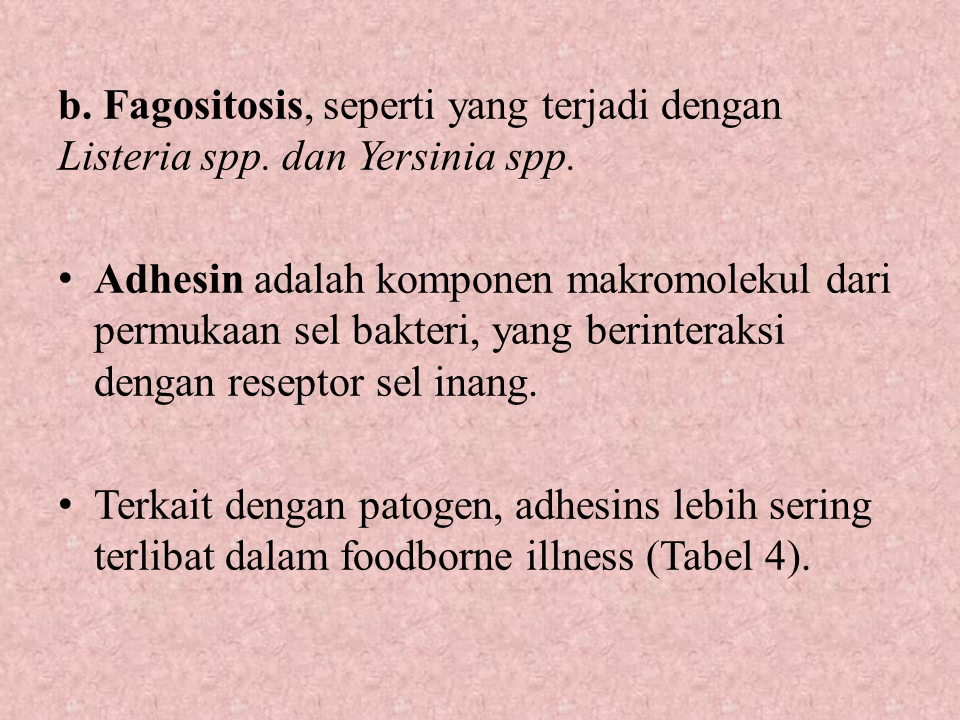 b. Fagositosis, seperti yang terjadi dengan
Listeria spp. dan Yersinia spp.
• Adhesin adalah komponen makromolekul dari
permukaan sel bakteri, yang berinteraksi
dengan reseptor sel inang.
• Terkait dengan patogen, adhesins lebih sering
terlibat dalam foodborne illness (Tabel 4).